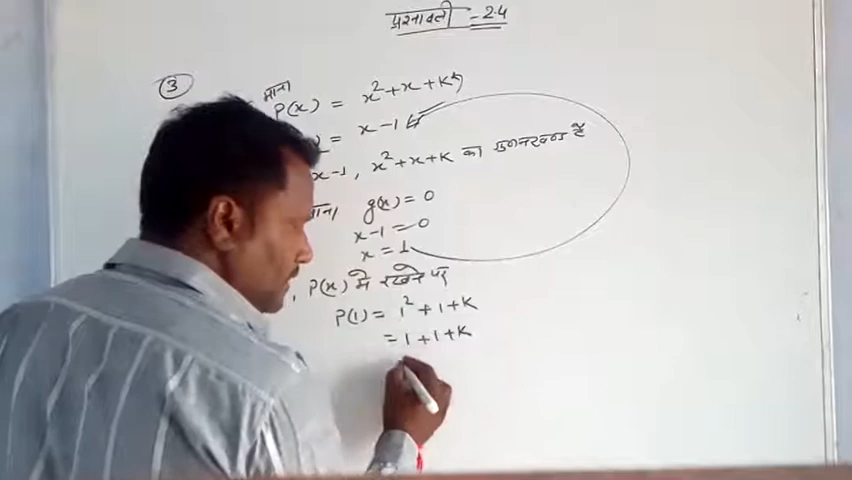 प्रश्नावली - 2.4
③
माना
P(x) = x² + x + K
= x - 1
x-1, x² + x + K का गुणनखण्ड है
माना g(x) = 0
x - 1 = 0
x = 1
, P(x) में रखने पर
P(1) = 1² + 1 + K
= 1 + 1 + K